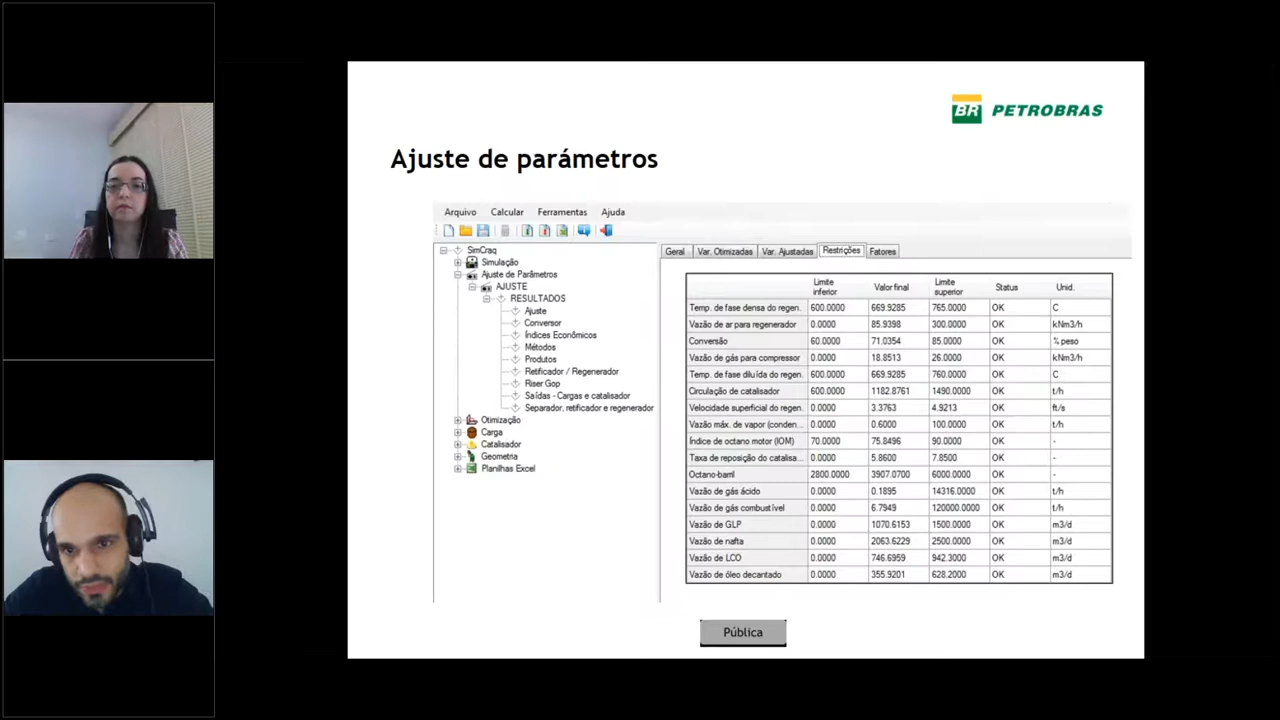 BR PETROBRAS
Ajuste de parámetros
Arquivo Calcular Ferramentas Ajuda
SimCraq
Simulação
Ajuste de Parâmetros
AJUSTE
RESULTADOS
Ajuste
Conversor
Índices Econômicos
Métodos
Produtos
Retificador / Regenerador
Riser Gop
Saídas - Cargas e catalisador
Separador, retificador e regenerador
Otimização
Carga
Catalisador
Geometria
Planilhas Excel
Geral Var. Otimizadas Var. Ajustadas Restrições Fatores
Limite inferior Valor final Limite superior Status Unid.
Temp. de fase densa do regen. 600.0000 669.9285 765.0000 OK C
Vazão de ar para regenerador 0.0000 85.9398 300.0000 OK kNm3/h
Conversão 60.0000 71.0354 85.0000 OK % peso
Vazão de gás para compressor 0.0000 18.8513 26.0000 OK kNm3/h
Temp. de fase diluída do regen. 600.0000 669.9285 760.0000 OK C
Circulação de catalisador 600.0000 1182.8761 1490.0000 OK t/h
Velocidade superficial do regen. 0.0000 3.3763 4.9213 OK ft/s
Vazão máx. de vapor (conden... 0.0000 0.6000 100.0000 OK t/h
Índice de octano motor (IOM) 70.0000 75.8496 90.0000 OK -
Taxa de reposição do catalisa... 0.0000 5.8600 7.8500 OK -
Octano-barril 2800.0000 3907.0700 6000.0000 OK -
Vazão de gás ácido 0.0000 0.1895 14316.0000 OK t/h
Vazão de gás combustível 0.0000 6.7949 120000.0000 OK t/h
Vazão de GLP 0.0000 1070.6153 1500.0000 OK m3/d
Vazão de nafta 0.0000 2063.6229 2500.0000 OK m3/d
Vazão de LCO 0.0000 746.6959 942.3000 OK m3/d
Vazão de óleo decantado 0.0000 355.9201 628.2000 OK m3/d
Pública